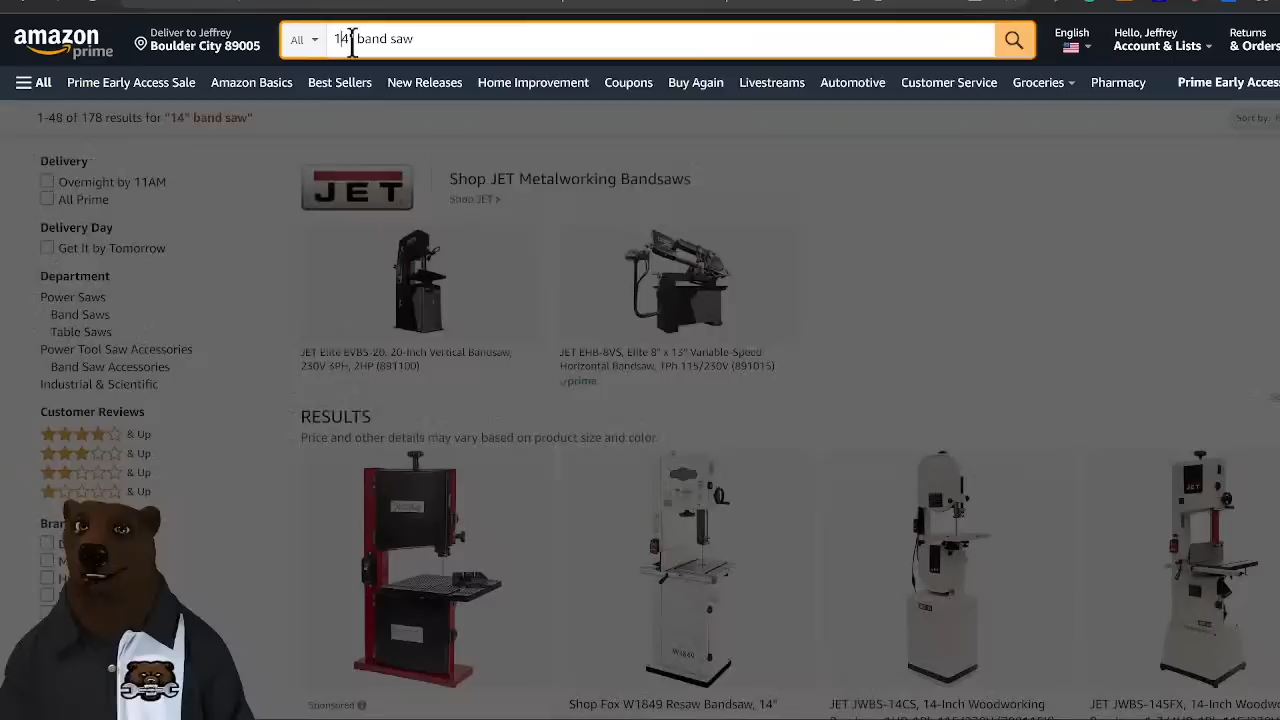 amazon
prime
Deliver to Jeffrey
Boulder City 89005
All
14" band saw
English
Hello, Jeffrey
Account & Lists
Returns
& Orders
All
Prime Early Access Sale
Amazon Basics
Best Sellers
New Releases
Home Improvement
Coupons
Buy Again
Livestreams
Automotive
Customer Service
Groceries
Pharmacy
Prime Early Access
1-48 of 178 results for "14" band saw"
Sort by:
Delivery
Overnight by 11AM
All Prime
Delivery Day
Get It by Tomorrow
Department
Power Saws
Band Saws
Table Saws
Power Tool Saw Accessories
Band Saw Accessories
Industrial & Scientific
Customer Reviews
& Up
& Up
& Up
& Up
JET
Shop JET Metalworking Bandsaws
Shop JET >
JET Elite EVBS-20, 20-Inch Vertical Bandsaw,
230V 3PH, 2HP (891100)
JET EHB-8VS, Elite 8" x 13" Variable-Speed
Horizontal Bandsaw, 1Ph 115/230V (891015)
prime
RESULTS
Price and other details may vary based on product size and color.
JET
W1849
Sponsored
Shop Fox W1849 Resaw Bandsaw, 14"
JET JWBS-14CS, 14-Inch Woodworking
JET JWBS-14SFX, 14-Inch Woodworking